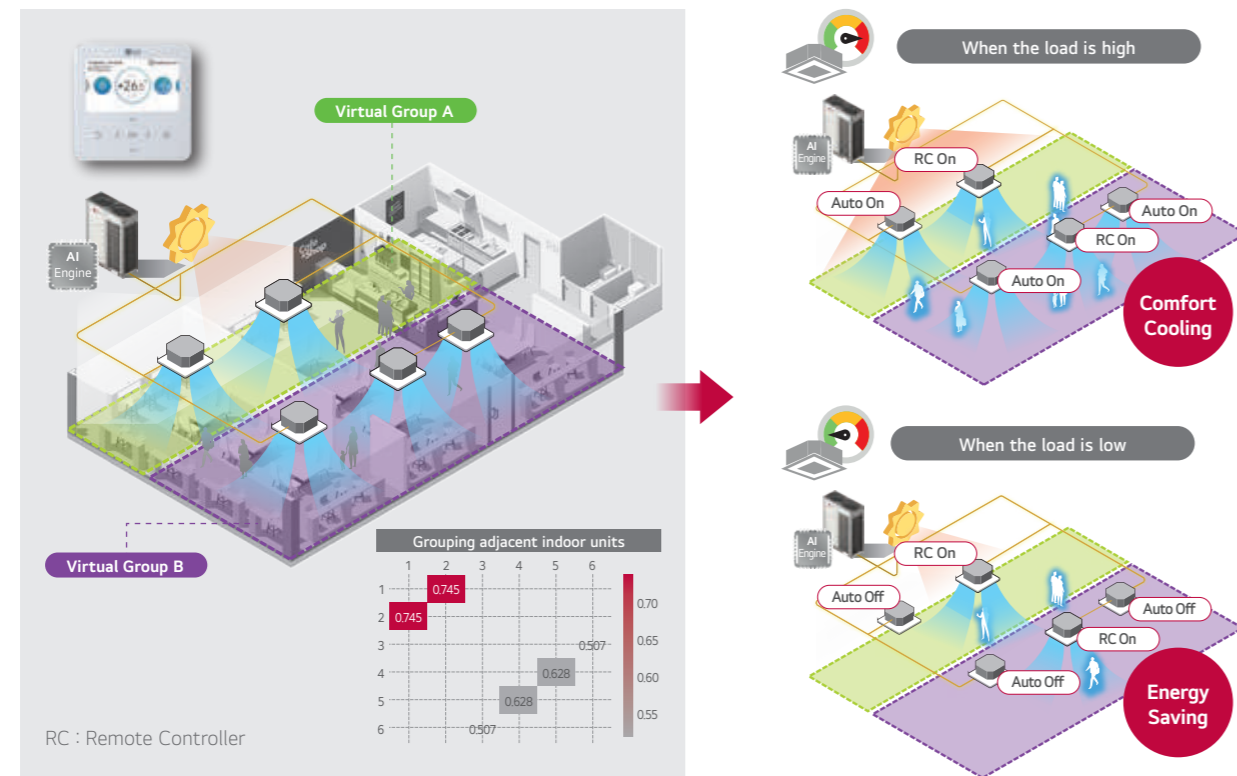 +26.5
Virtual Group A
AI
Engine
Cafe
&Shop
Virtual Group B
Grouping adjacent indoor units
1 2 3 4 5 6
1 0.745
2 0.745
3 0.507
4 0.628
5 0.628
6 0.507
0.70
0.65
0.60
0.55
RC : Remote Controller
When the load is high
AI
Engine
RC On
Auto On
Auto On
RC On
Auto On
Comfort
Cooling
When the load is low
AI
Engine
RC On
Auto Off
Auto Off
RC On
Auto Off
Energy
Saving